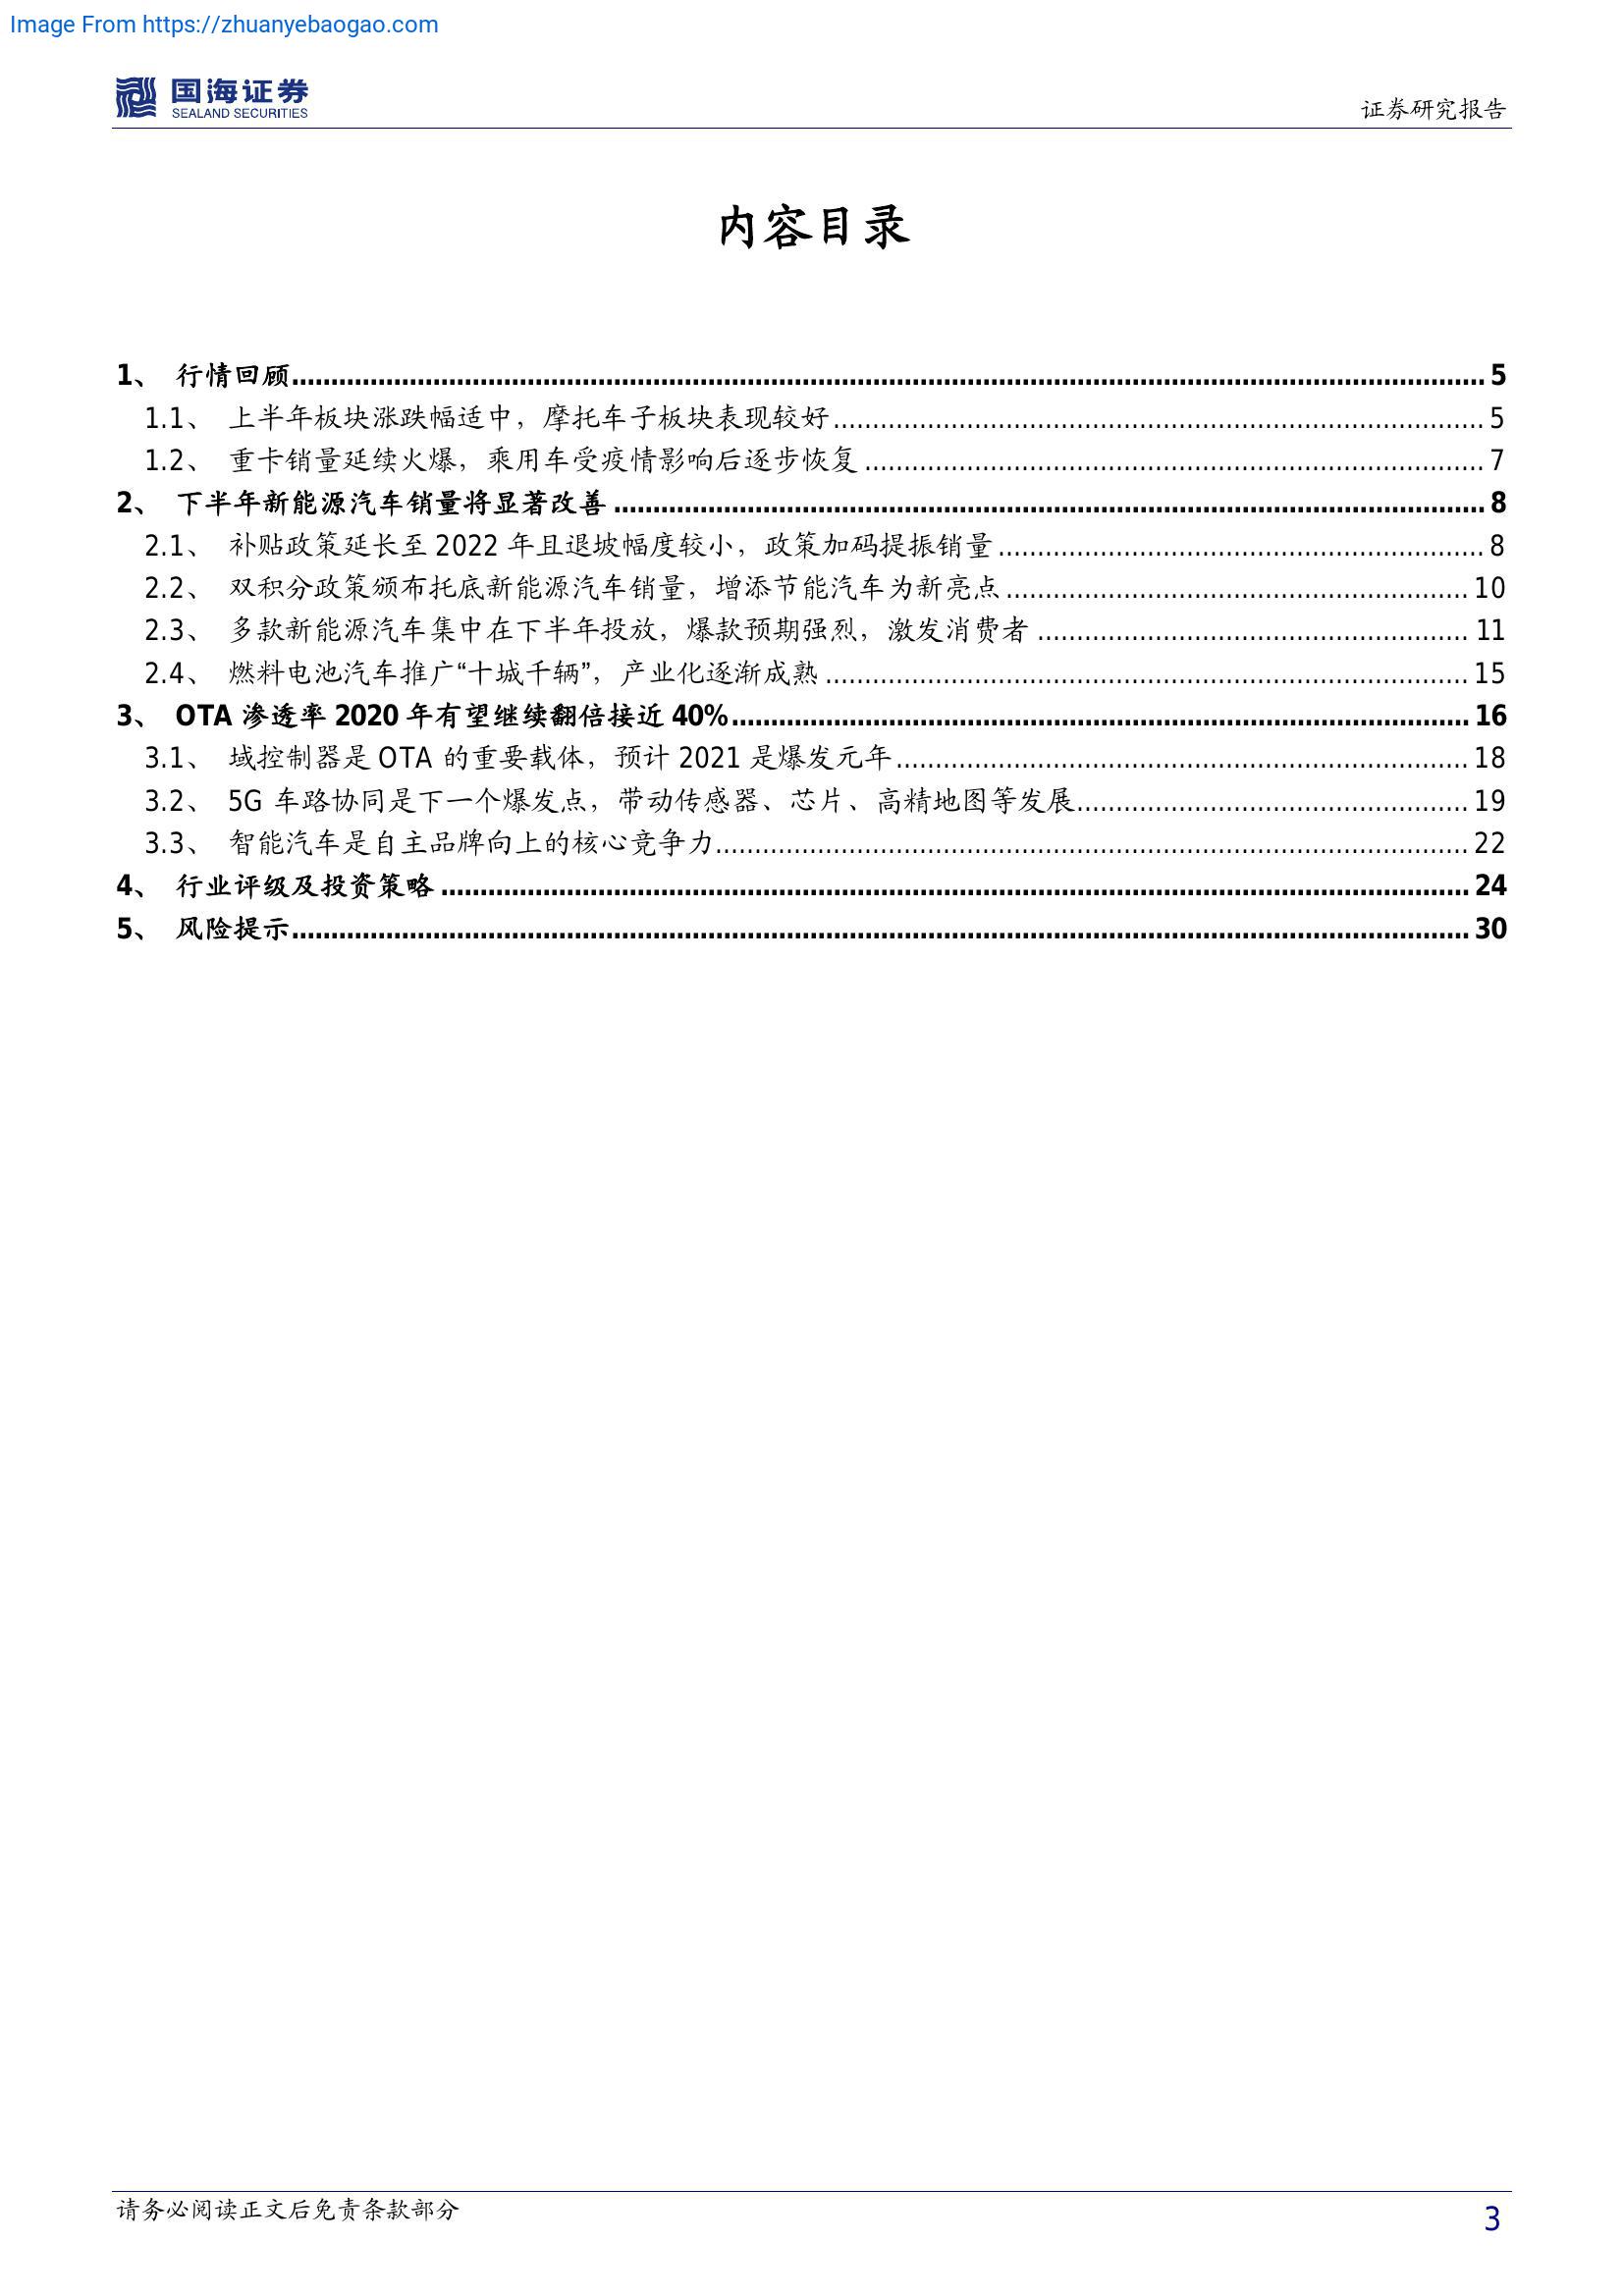 Image From https://zhuanyebaogao.com
国海证券
SEALAND SECURITIES
证券研究报告
内容目录
1、 行情回顾 5
1.1、 上半年板块涨跌幅适中，摩托车子板块表现较好 5
1.2、 重卡销量延续火爆，乘用车受疫情影响后逐步恢复 7
2、 下半年新能源汽车销量将显著改善 8
2.1、 补贴政策延长至 2022 年且退坡幅度较小，政策加码提振销量 8
2.2、 双积分政策颁布托底新能源汽车销量，增添节能汽车为新亮点 10
2.3、 多款新能源汽车集中在下半年投放，爆款预期强烈，激发消费者 11
2.4、 燃料电池汽车推广“十城千辆”，产业化逐渐成熟 15
3、 OTA 渗透率 2020 年有望继续翻倍接近 40% 16
3.1、 域控制器是 OTA 的重要载体，预计 2021 是爆发元年 18
3.2、 5G 车路协同是下一个爆发点，带动传感器、芯片、高精地图等发展 19
3.3、 智能汽车是自主品牌向上的核心竞争力 22
4、 行业评级及投资策略 24
5、 风险提示 30
请务必阅读正文后免责条款部分
3